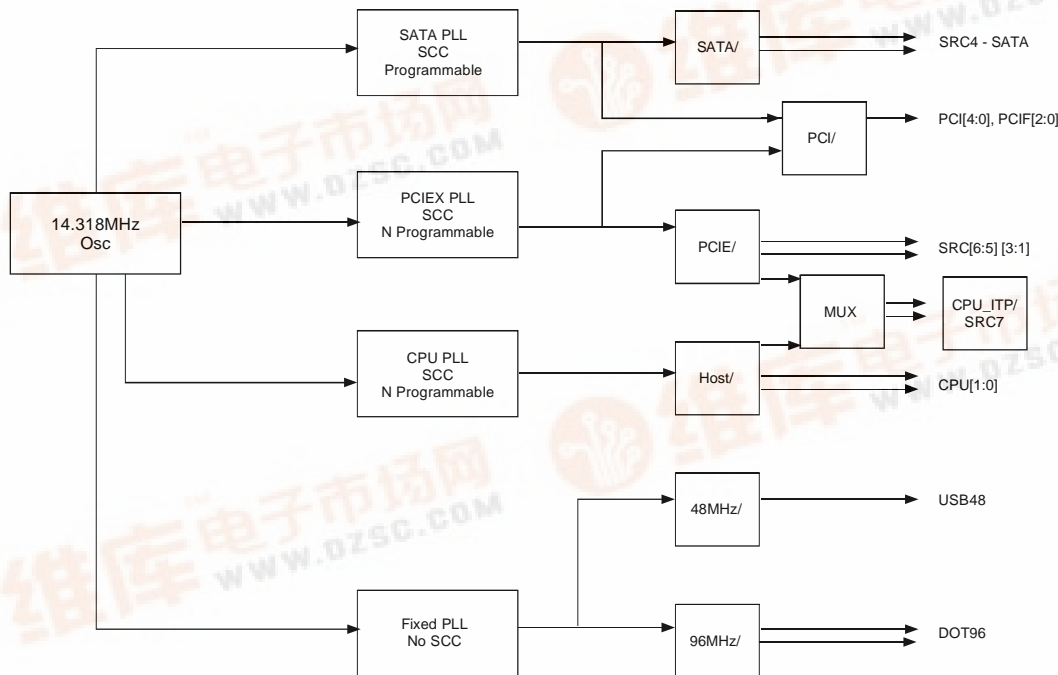 SATA PLL
SCC
Programmable
SATA/
SRC4 - SATA
PCI/
PCI[4:0], PCIF[2:0]
14.318MHz
Osc
PCIEX PLL
SCC
N Programmable
PCIE/
SRC[6:5] [3:1]
MUX
CPU_ITP/
SRC7
CPU PLL
SCC
N Programmable
Host/
CPU[1:0]
48MHz/
USB48
Fixed PLL
No SCC
96MHz/
DOT96
维库电子市场网
WWW.DZSC.COM
维库电子市场网
WWW.DZSC.COM